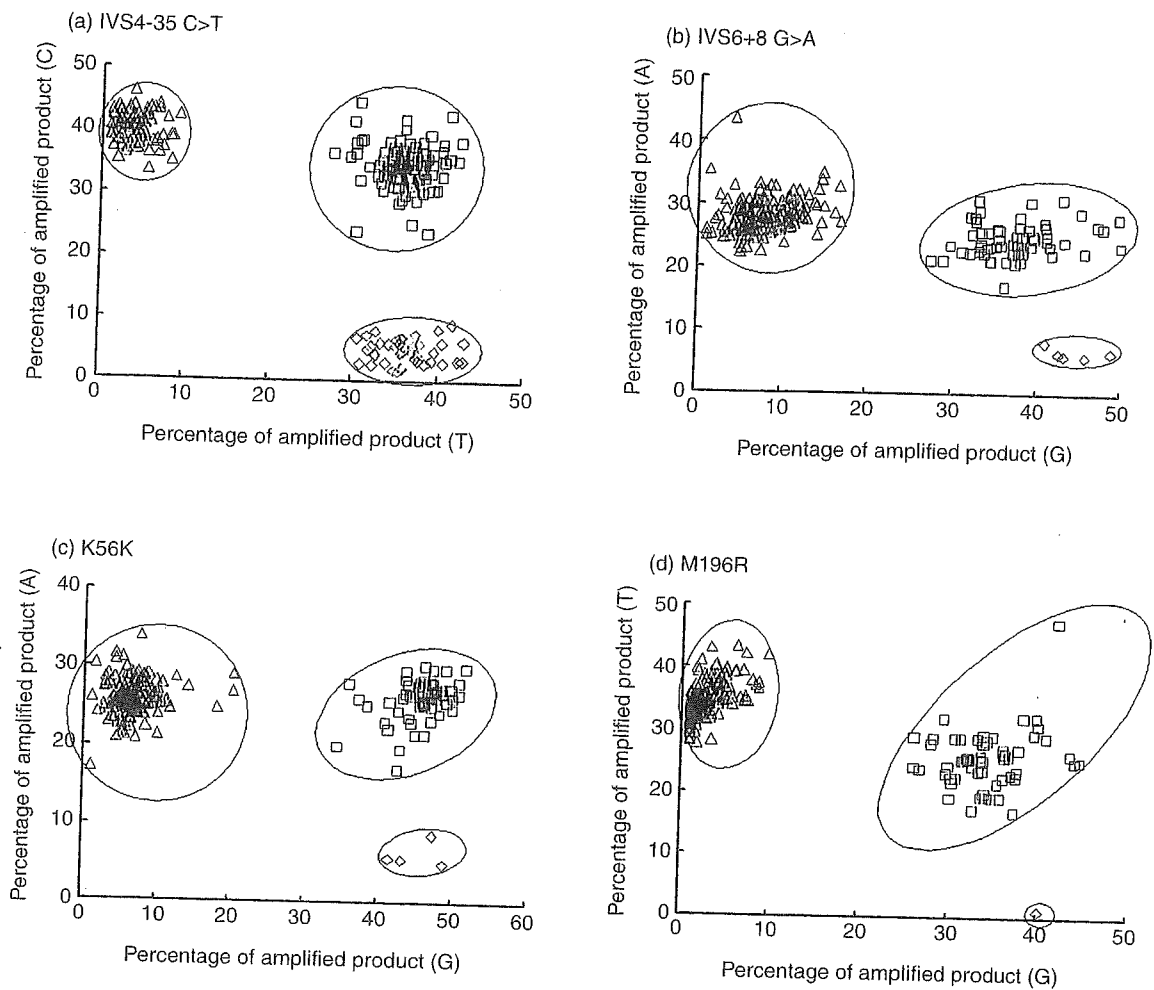 (a) IVS4-35 C>T
Percentage of amplified product (C)
50
40
30
20
10
0
0 10 20 30 40 50
Percentage of amplified product (T)
(b) IVS6+8 G>A
Percentage of amplified product (A)
50
40
30
20
10
0
0 10 20 30 40 50
Percentage of amplified product (G)
(c) K56K
Percentage of amplified product (A)
40
30
20
10
0
0 10 20 30 40 50 60
Percentage of amplified product (G)
(d) M196R
Percentage of amplified product (T)
50
40
30
20
10
0
0 10 20 30 40 50
Percentage of amplified product (G)